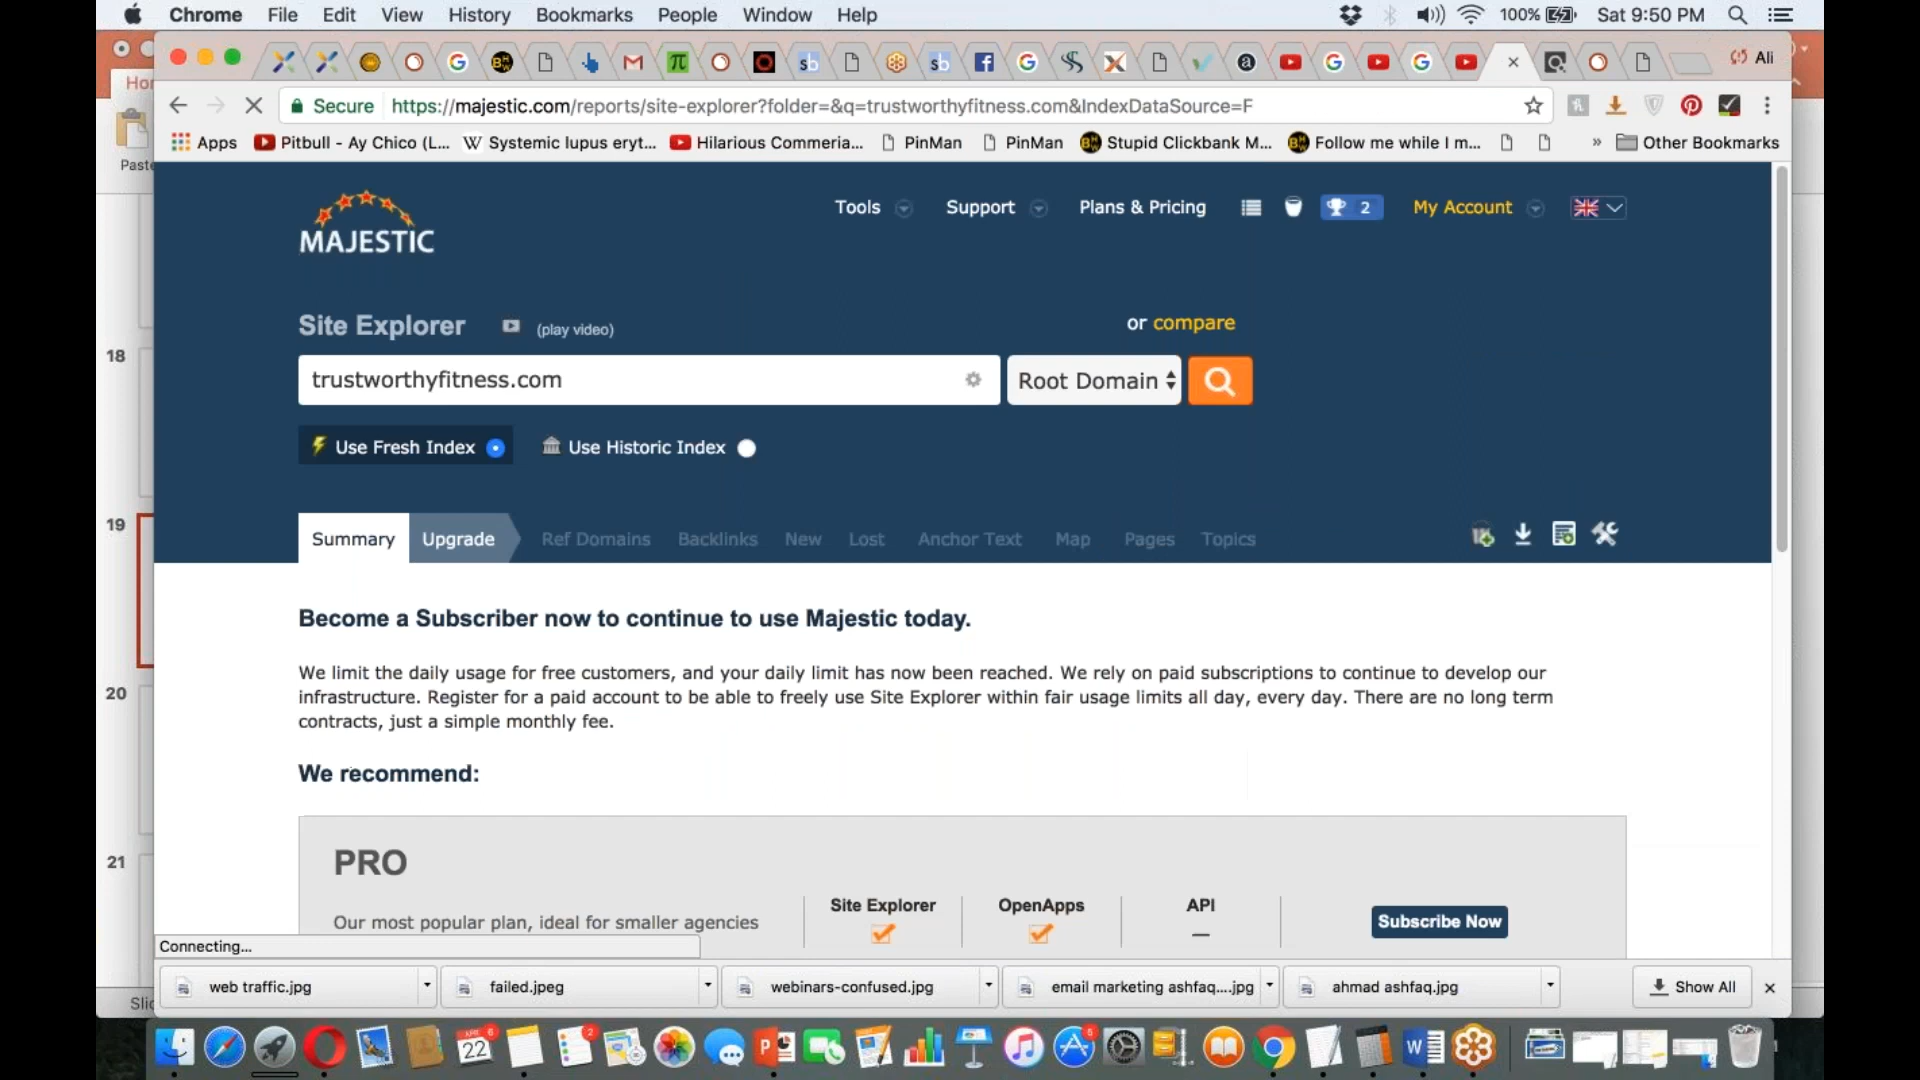 Chrome File Edit View History Bookmarks People Window Help 100% Sat 9:50 PM
Ali
Secure https://majestic.com/reports/site-explorer?folder=&q=trustworthyfitness.com&IndexDataSource=F
Apps Pitbull - Ay Chico (L... Systemic lupus eryt... Hilarious Commeria... PinMan PinMan Stupid Clickbank M... Follow me while I m... » Other Bookmarks
Paste
MAJESTIC
Tools Support Plans & Pricing 2 My Account
Site Explorer (play video) or compare
trustworthyfitness.com Root Domain
Use Fresh Index Use Historic Index
Summary Upgrade Ref Domains Backlinks New Lost Anchor Text Map Pages Topics
Become a Subscriber now to continue to use Majestic today.
We limit the daily usage for free customers, and your daily limit has now been reached. We rely on paid subscriptions to continue to develop our
infrastructure. Register for a paid account to be able to freely use Site Explorer within fair usage limits all day, every day. There are no long term
contracts, just a simple monthly fee.
We recommend:
PRO
Our most popular plan, ideal for smaller agencies
Site Explorer OpenApps API
Subscribe Now
Connecting...
web traffic.jpg failed.jpeg webinars-confused.jpg email marketing ashfaq....jpg ahmad ashfaq.jpg Show All
18
19
20
21
22